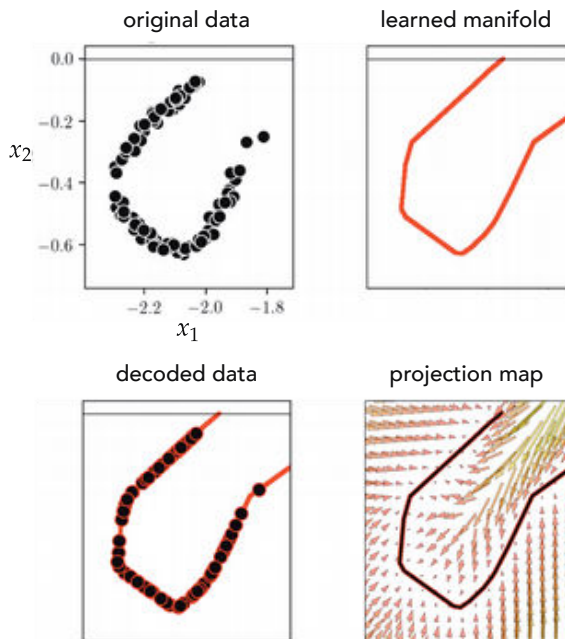 original data
learned manifold
0.0
−0.2
−0.4
−0.6
x2
−2.2
−2.0
−1.8
x1
decoded data
projection map